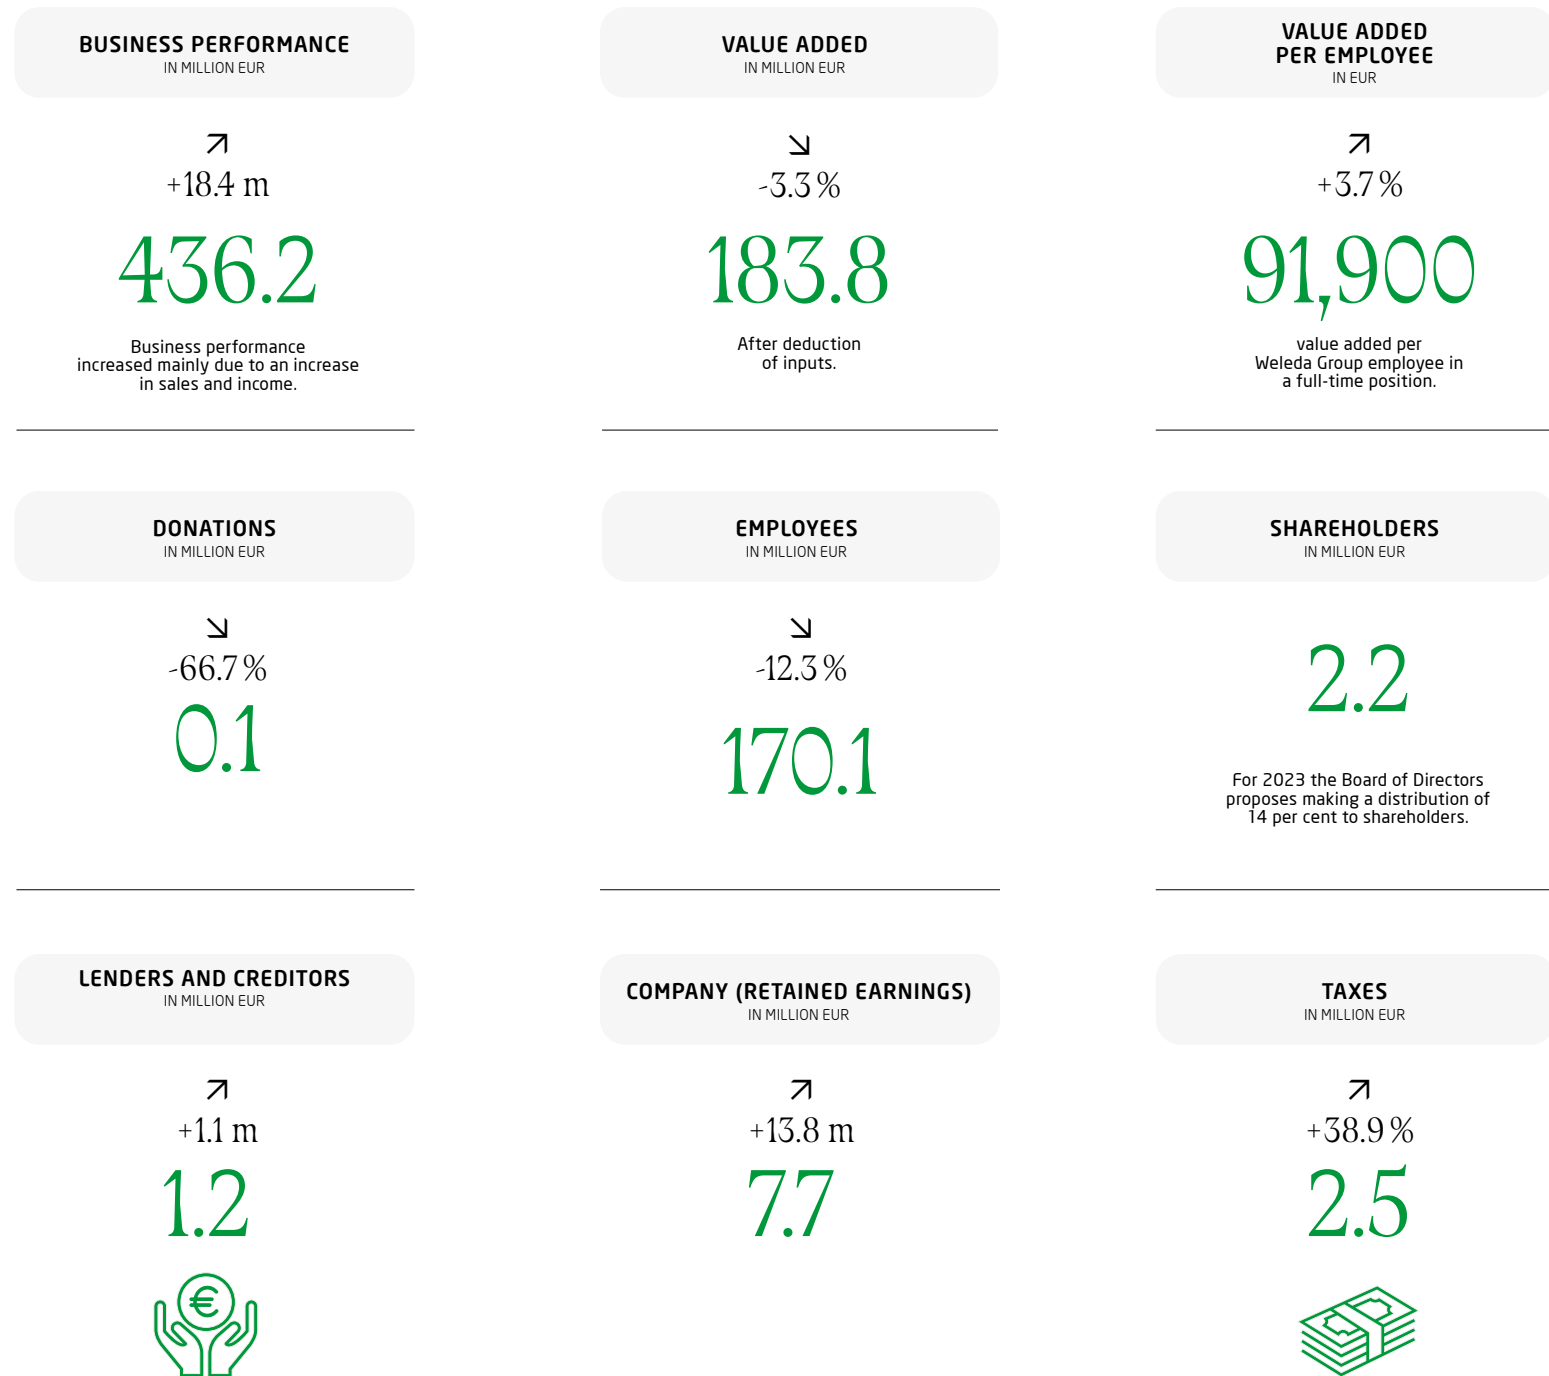 BUSINESS PERFORMANCE
IN MILLION EUR
+18.4 m
436.2
Business performance
increased mainly due to an increase
in sales and income.
VALUE ADDED
IN MILLION EUR
-3.3 %
183.8
After deduction
of inputs.
VALUE ADDED
PER EMPLOYEE
IN EUR
+3.7 %
91,900
value added per
Weleda Group employee in
a full-time position.
DONATIONS
IN MILLION EUR
-66.7 %
0.1
EMPLOYEES
IN MILLION EUR
-12.3 %
170.1
SHAREHOLDERS
IN MILLION EUR
2.2
For 2023 the Board of Directors
proposes making a distribution of
14 per cent to shareholders.
LENDERS AND CREDITORS
IN MILLION EUR
+1.1 m
1.2
€
COMPANY (RETAINED EARNINGS)
IN MILLION EUR
+13.8 m
7.7
TAXES
IN MILLION EUR
+38.9 %
2.5